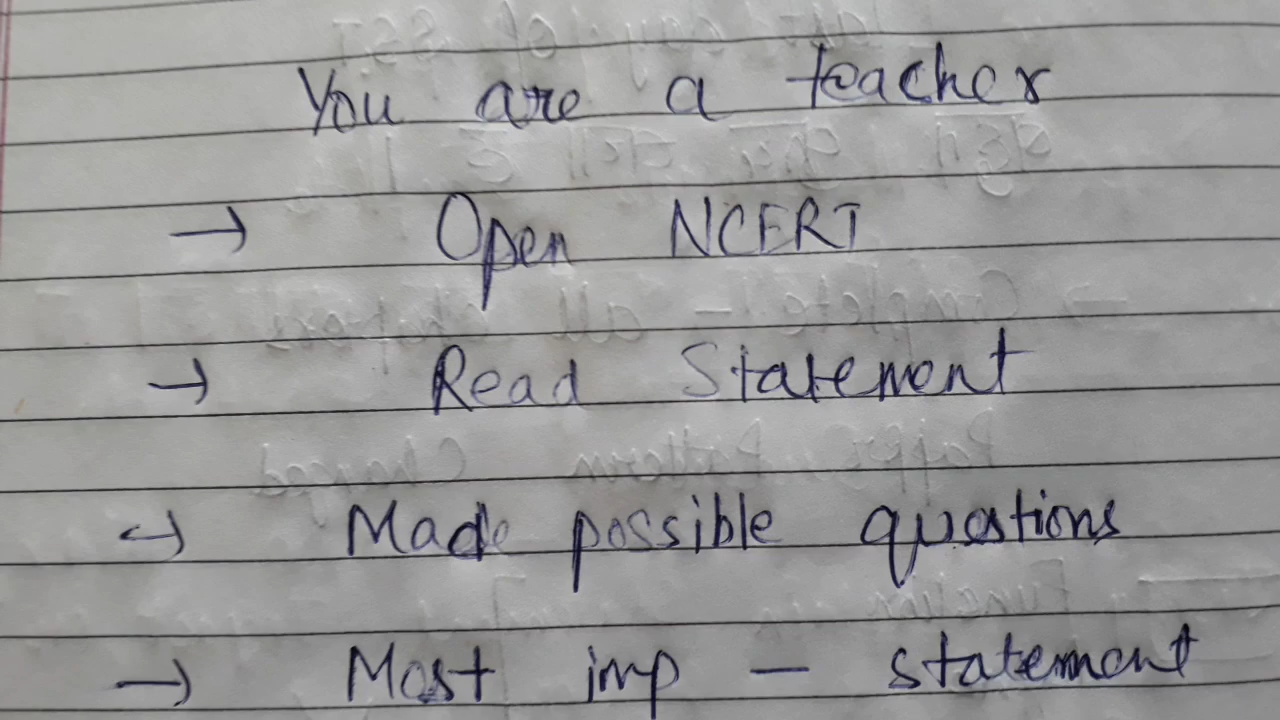 You are a teacher
→ Open NCERT
→ Read Statement
→ Made possible questions
→ Most imp - statement